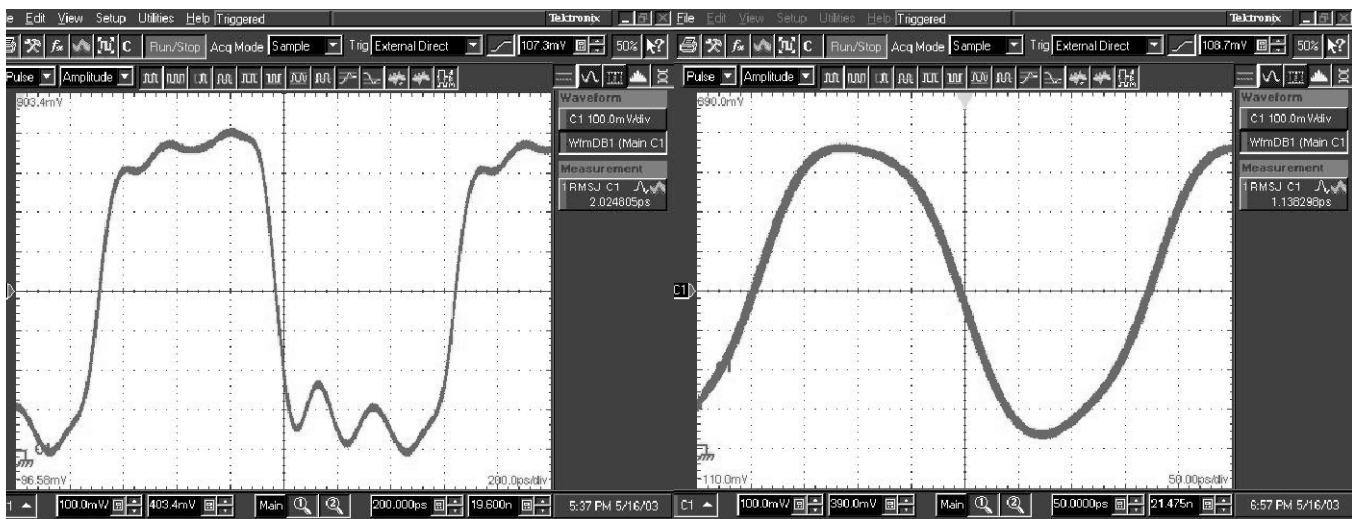 e Edit View Setup Utilities Help Triggered Tektronix
Run/Stop Acq Mode Sample Trig External Direct 107.3mV 50%
Pulse Amplitude
903.4mV
Waveform
C1 100.0mV/div
WfmDB1 (Main C1
Measurement
1 RMSJ C1
2.024805ps
-96.58mV
200.0ps/div
100.0mV 403.4mV Main 200.000ps 19.600n 5:37 PM 5/16/03
File Edit View Setup Utilities Help Triggered Tektronix
Run/Stop Acq Mode Sample Trig External Direct 108.7mV 50%
Pulse Amplitude
690.0mV
C1
Waveform
C1 100.0mV/div
WfmDB1 (Main C1
Measurement
1 RMSJ C1
1.138298ps
-110.0mV
50.00ps/div
C1 100.0mV 390.0mV Main 50.0000ps 21.475n 6:57 PM 5/16/03